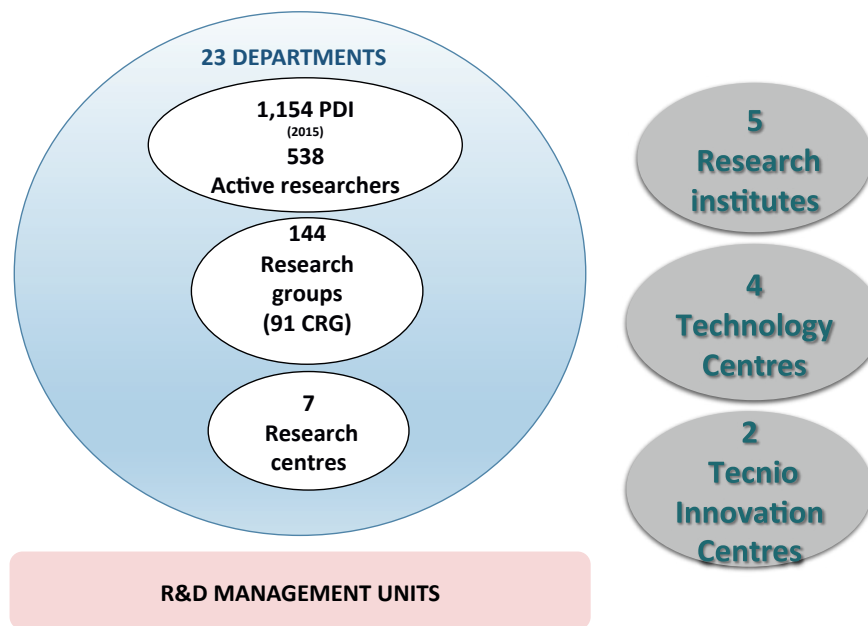 23 DEPARTMENTS
1,154 PDI
(2015)
538
Active researchers
144
Research
groups
(91 CRG)
7
Research
centres
R&D MANAGEMENT UNITS
5
Research
institutes
4
Technology
Centres
2
Tecnio
Innovation
Centres